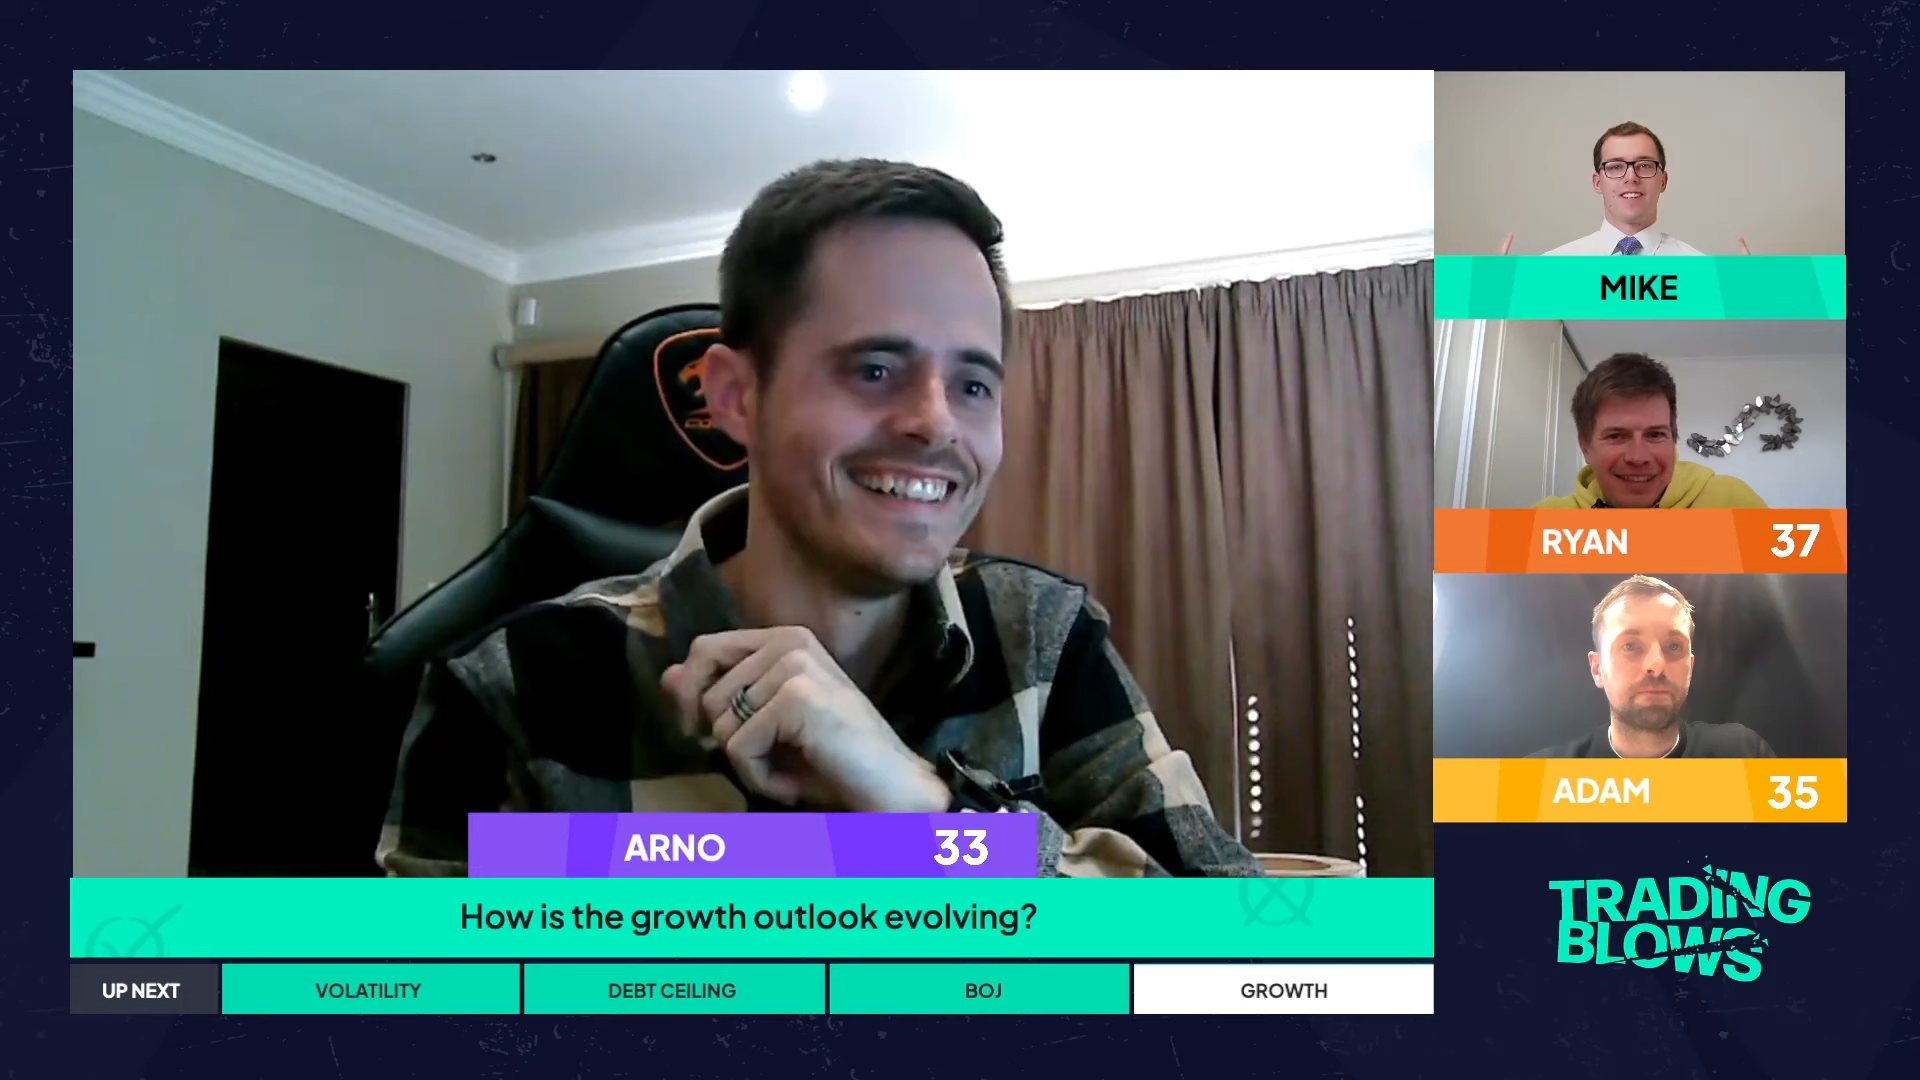 MIKE
RYAN 37
ADAM 35
ARNO 33
How is the growth outlook evolving?
UP NEXT VOLATILITY DEBT CEILING BOJ GROWTH
TRADING
BLOWS